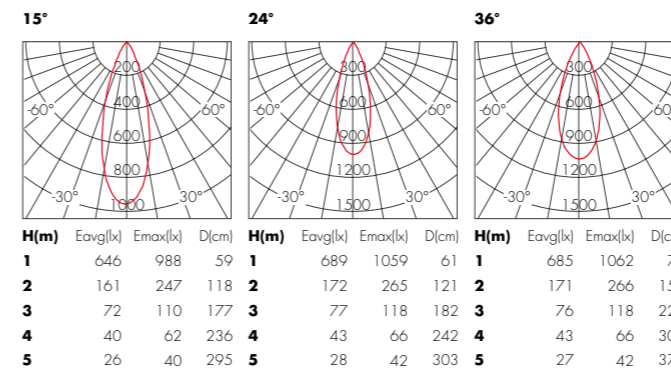 15° 24° 36°
200 300 300
400 600 600
-60° 60° -60° 60° -60°
600 900 900
800 1200 1200
-30° 30° -30° 30° -30° 30°
1000 1500 1500
H(m) Eavg(lx) Emax(lx) D(cm) H(m) Eavg(lx) Emax(lx) D(cm) H(m) Eavg(lx) Emax(lx)
1 646 988 59 1 689 1059 61 1 685 1062
2 161 247 118 2 172 265 121 2 171 266
3 72 110 177 3 77 118 182 3 76 118
4 40 62 236 4 43 66 242 4 43 66
5 26 40 295 5 28 42 303 5 27 42